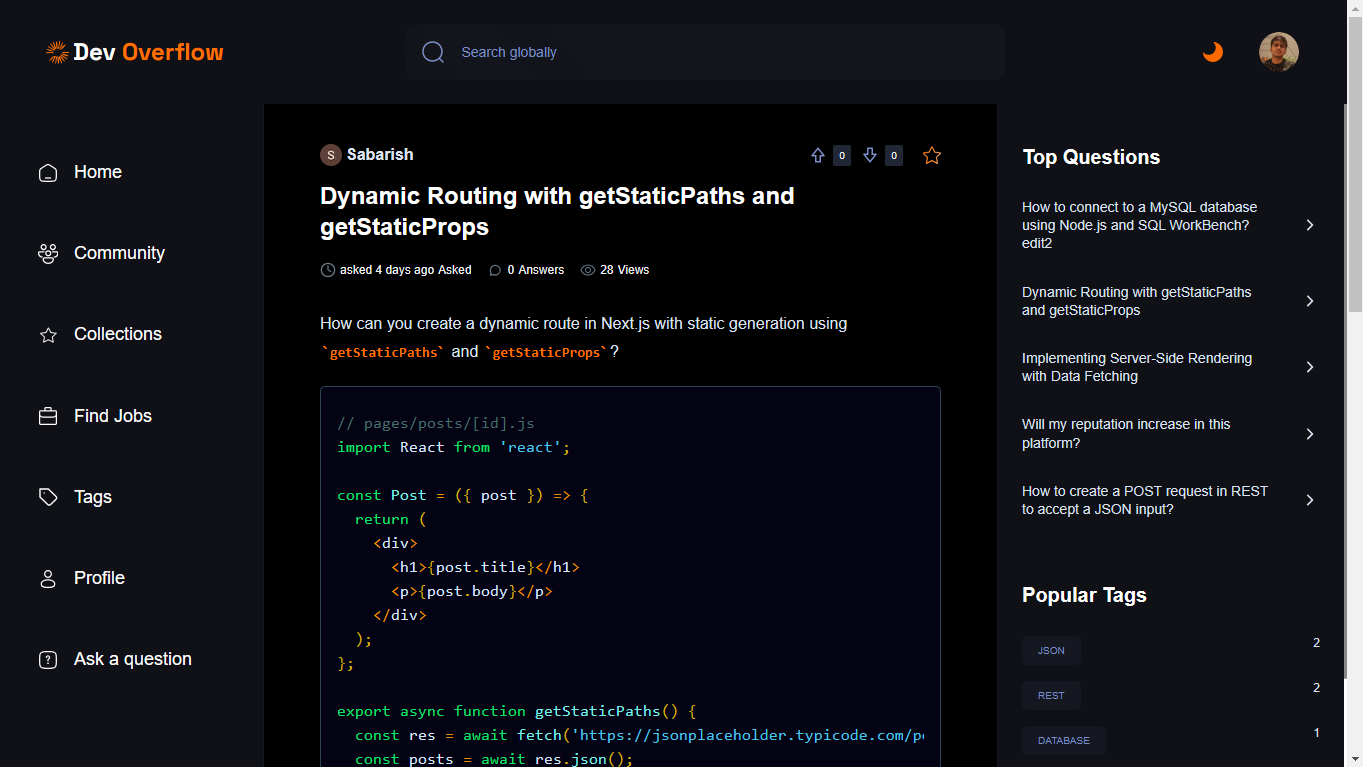 Dev Overflow
Search globally
Home
Community
Collections
Find Jobs
Tags
Profile
Ask a question
S Sabarish
0 0
Dynamic Routing with getStaticPaths and
getStaticProps
asked 4 days ago Asked 0 Answers 28 Views
How can you create a dynamic route in Next.js with static generation using
`getStaticPaths` and `getStaticProps`?
// pages/posts/[id].js
import React from 'react';
const Post = ({ post }) => {
return (
<div>
<h1>{post.title}</h1>
<p>{post.body}</p>
</div>
);
};
export async function getStaticPaths() {
const res = await fetch('https://jsonplaceholder.typicode.com/po
const posts = await res.json();
Top Questions
How to connect to a MySQL database
using Node.js and SQL WorkBench?
edit2
Dynamic Routing with getStaticPaths
and getStaticProps
Implementing Server-Side Rendering
with Data Fetching
Will my reputation increase in this
platform?
How to create a POST request in REST
to accept a JSON input?
Popular Tags
JSON 2
REST 2
DATABASE 1